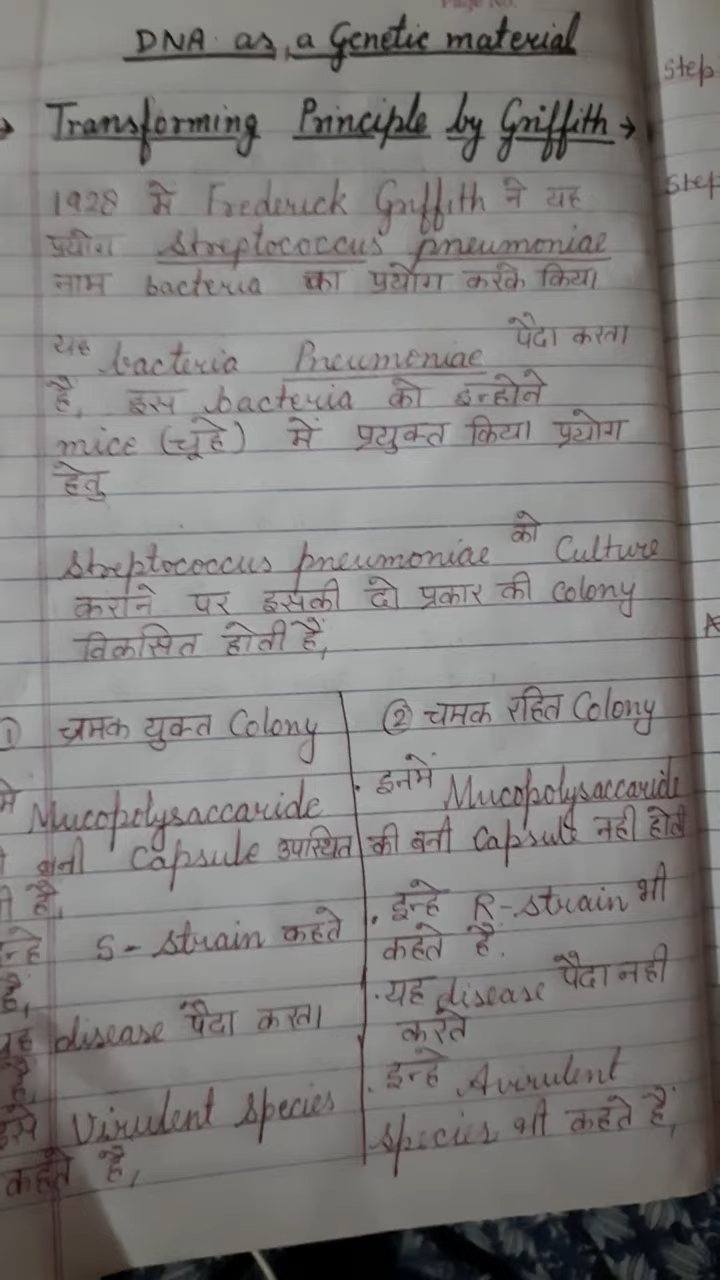 DNA as, a Genetic material
Transforming Principle by Griffith →
1928 में Frederick Griffith ने यह
प्रयोग Streptococcus pneumoniae
नाम bacteria का प्रयोग करके किया
यह bacteria Pneumoniae पैदा करता
है, इस bacteria को इन्होने
mice (चूहे) में प्रयुक्त किया प्रयोग
हेतु
Streptococcus pneumoniae को Culture
कराने पर इसकी दो प्रकार की colony
विकसित होती हैं,
① चमक युक्त Colony
Mucopolysaccaride
बनी Capsule उपस्थित
है,
S- strain कहते
है,
disease पैदा करता
है,
Virulent species
कहते है,
② चमक रहित Colony
. इनमें Mucopolysaccaride
की बनी Capsule नही होती
. इन्हे R-strain भी
कहते है.
. यह disease पैदा नही
करते
. इन्हे Avirulent
species भी कहते हैं,
Step
Step